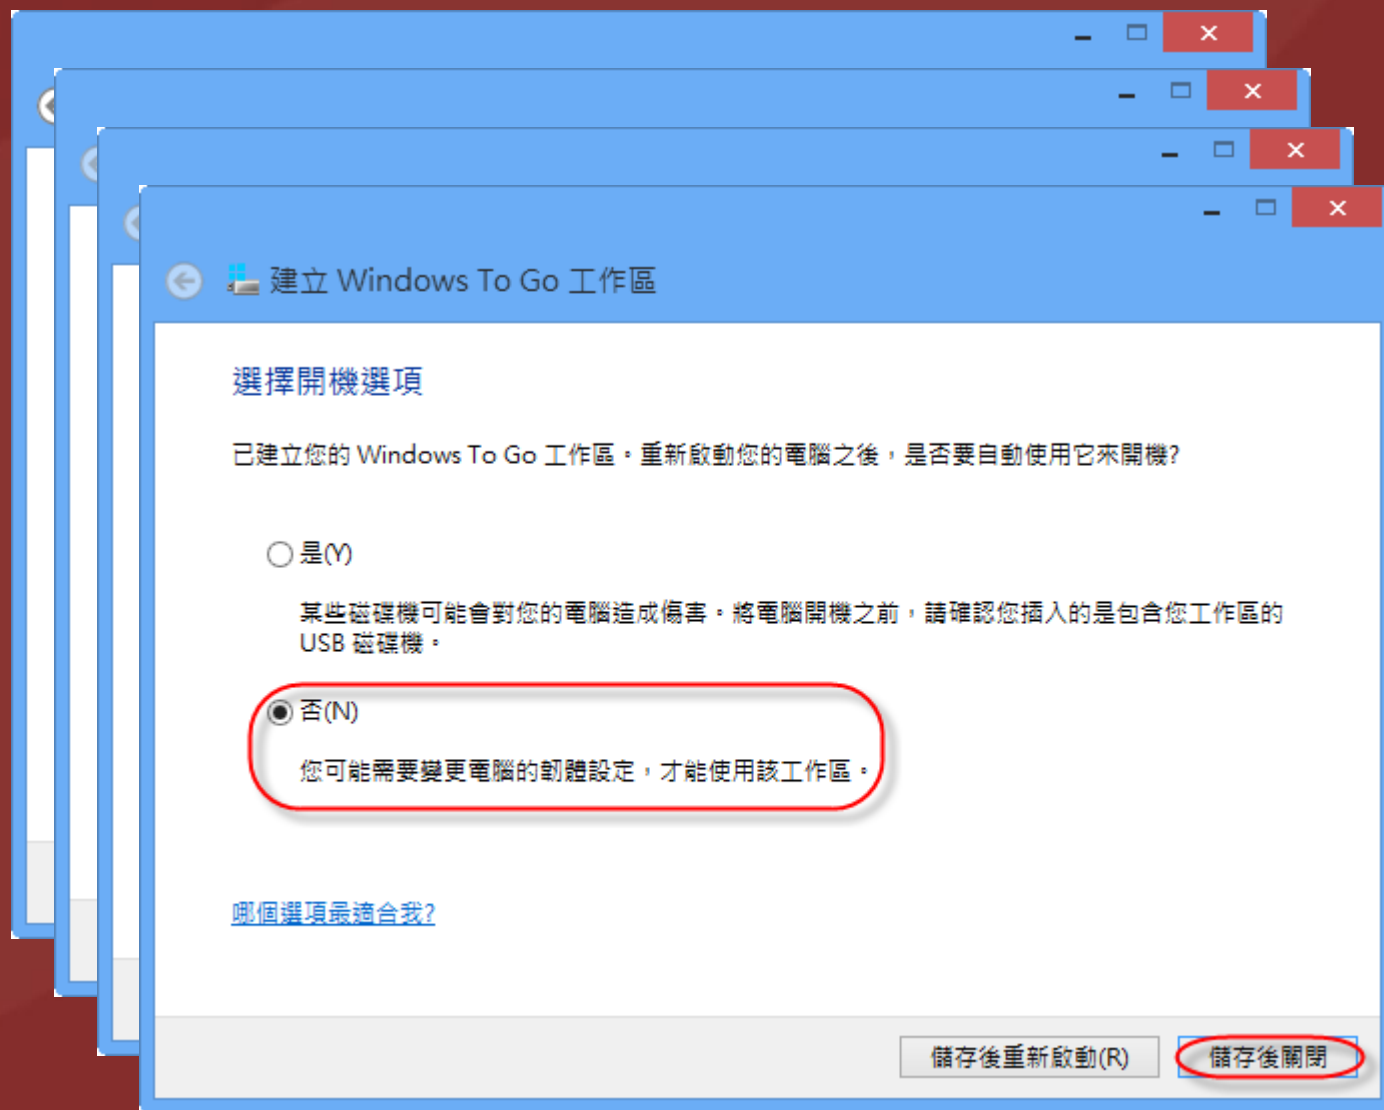 建立 Windows To Go 工作區
選擇開機選項
已建立您的 Windows To Go 工作區。重新啟動您的電腦之後，是否要自動使用它來開機?
是(Y)
某些磁碟機可能會對您的電腦造成傷害。將電腦開機之前，請確認您插入的是包含您工作區的
USB 磁碟機。
否(N)
您可能需要變更電腦的韌體設定，才能使用該工作區。
哪個選項最適合我?
儲存後重新啟動(R)
儲存後關閉